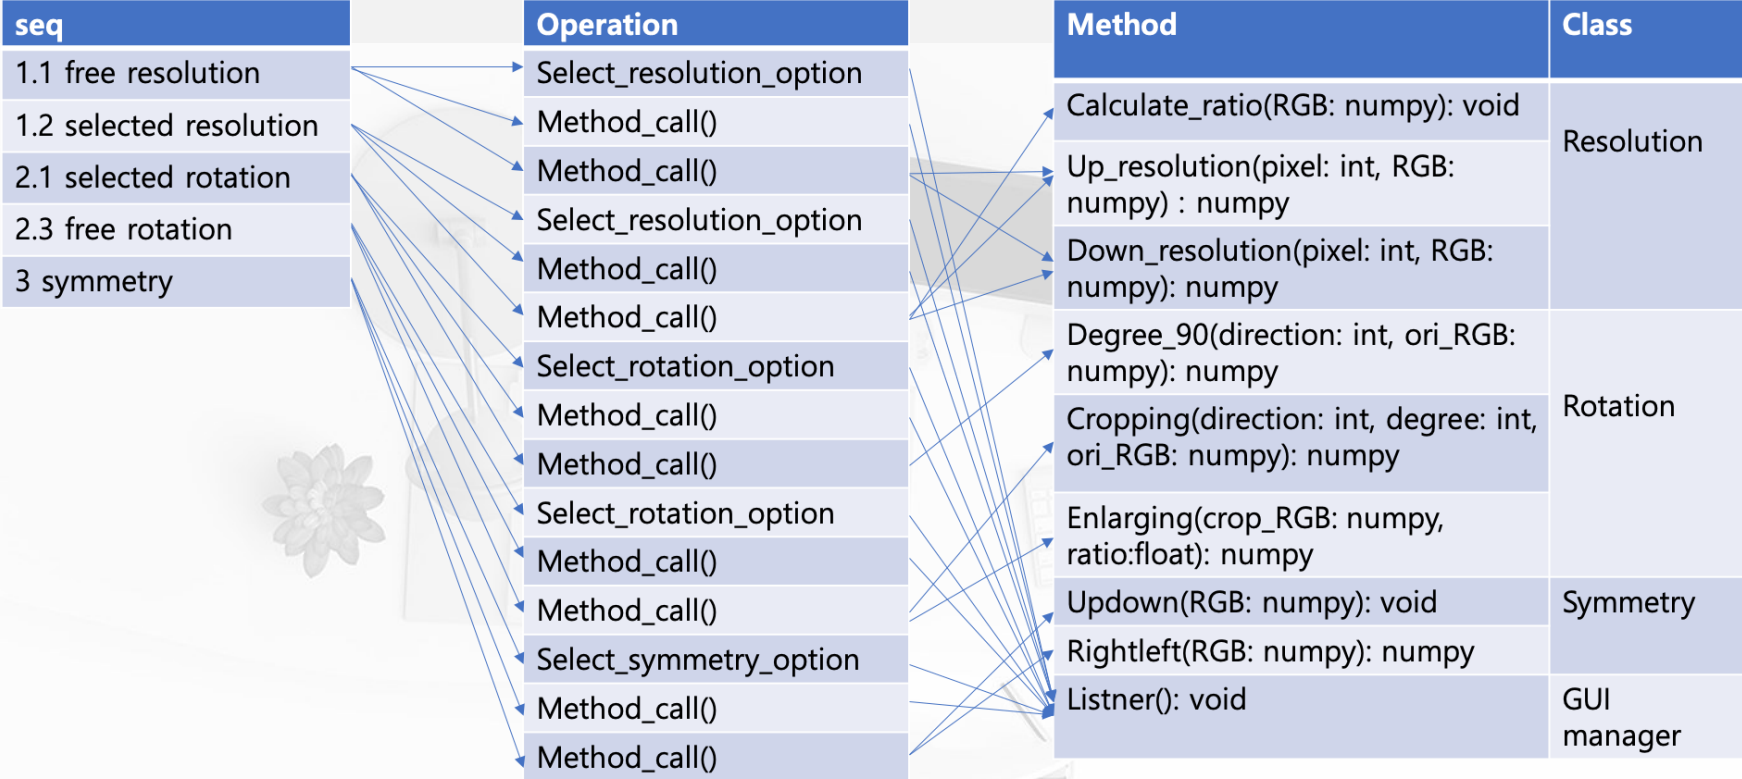 seq
1.1 free resolution
1.2 selected resolution
2.1 selected rotation
2.3 free rotation
3 symmetry
Operation
Select_resolution_option
Method_call()
Method_call()
Select_resolution_option
Method_call()
Method_call()
Select_rotation_option
Method_call()
Method_call()
Select_rotation_option
Method_call()
Method_call()
Select_symmetry_option
Method_call()
Method_call()
Method
Class
Calculate_ratio(RGB: numpy): void
Resolution
Up_resolution(pixel: int, RGB:
numpy) : numpy
Down_resolution(pixel: int, RGB:
numpy): numpy
Degree_90(direction: int, ori_RGB:
numpy): numpy
Rotation
Cropping(direction: int, degree: int,
ori_RGB: numpy): numpy
Enlarging(crop_RGB: numpy,
ratio:float): numpy
Updown(RGB: numpy): void
Symmetry
Rightleft(RGB: numpy): numpy
Listner(): void
GUI
manager